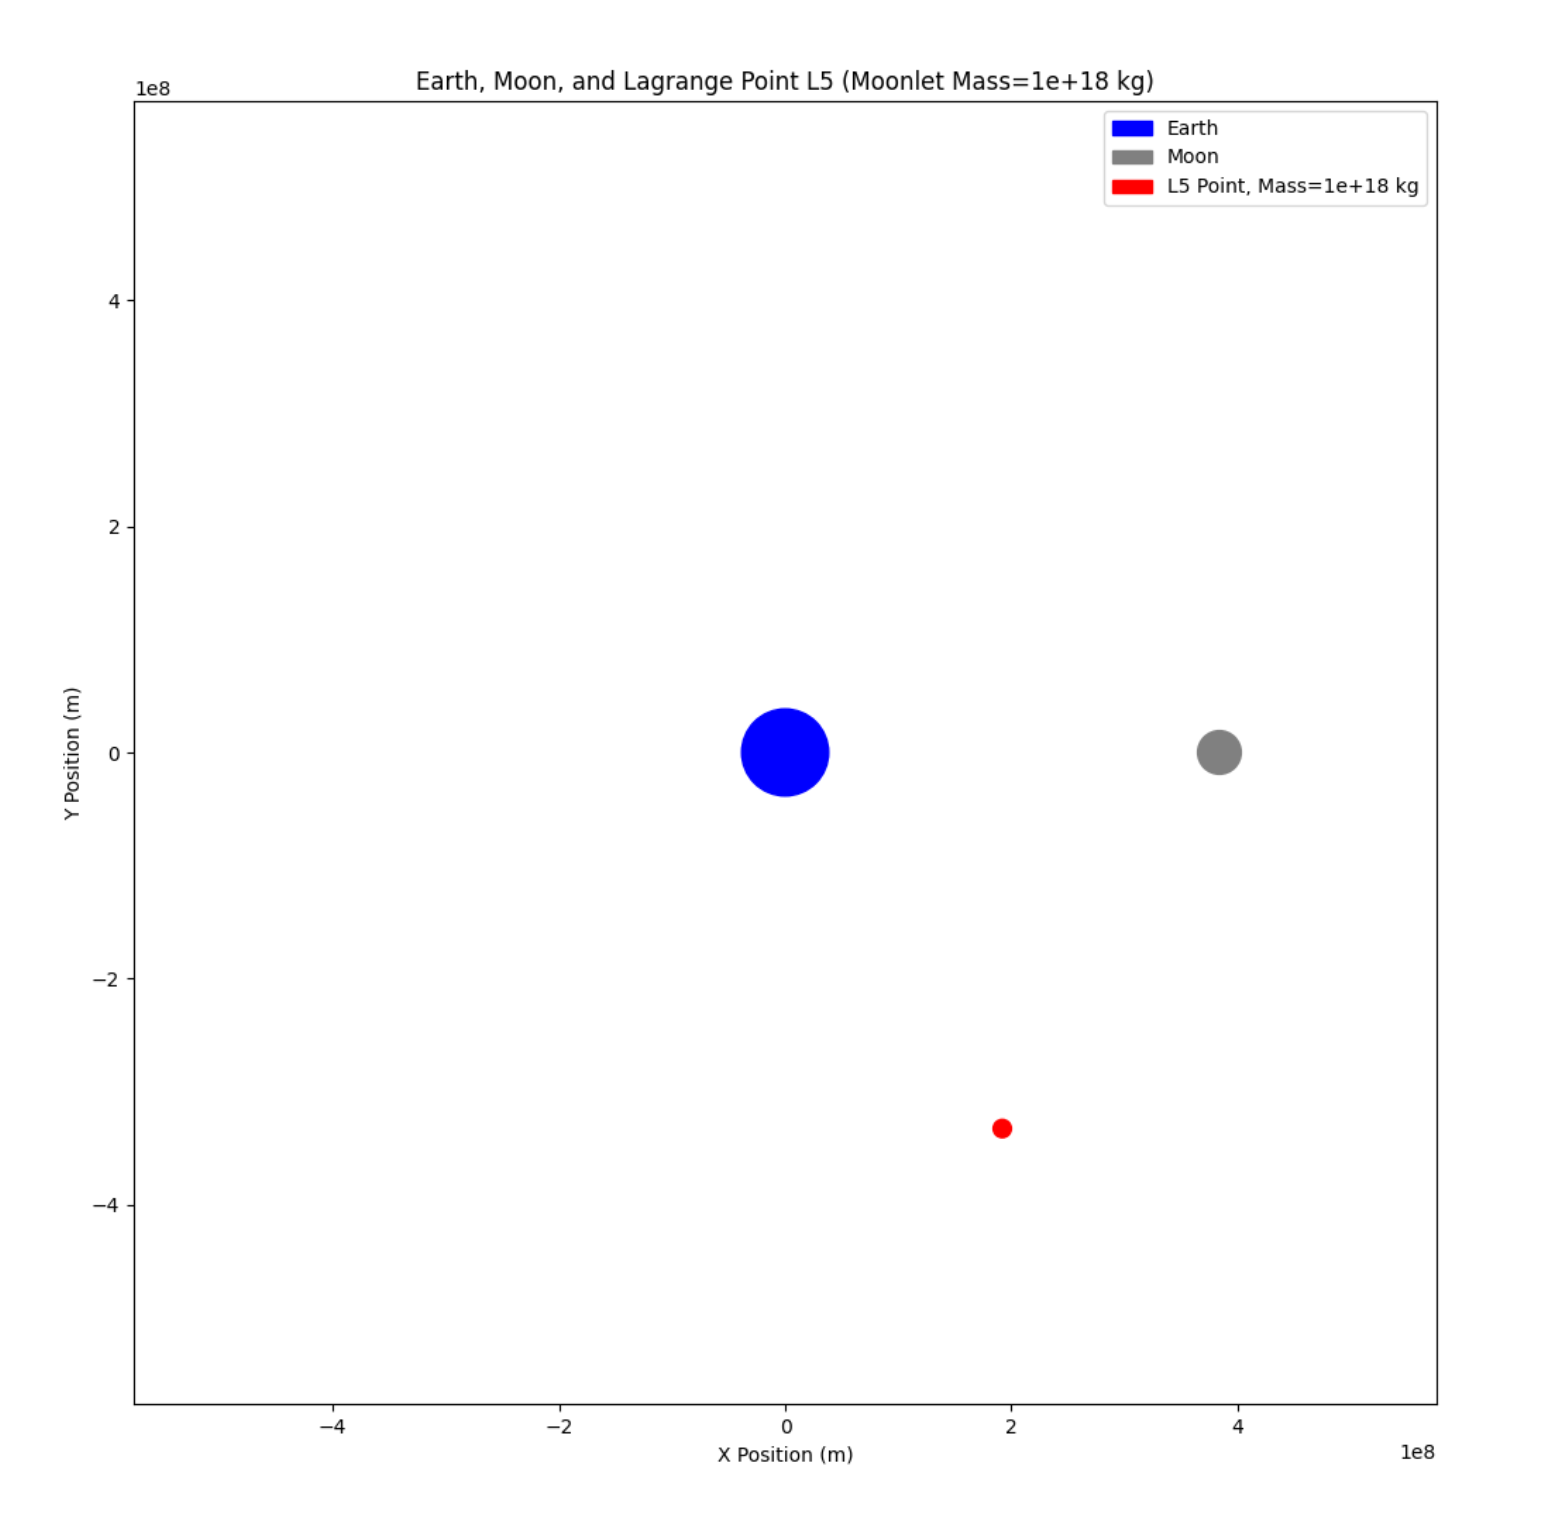 Earth, Moon, and Lagrange Point L5 (Moonlet Mass=1e+18 kg)
1e8
Earth
Moon
L5 Point, Mass=1e+18 kg
4
2
0
−2
−4
Y Position (m)
−4
−2
0
2
4
X Position (m)
1e8